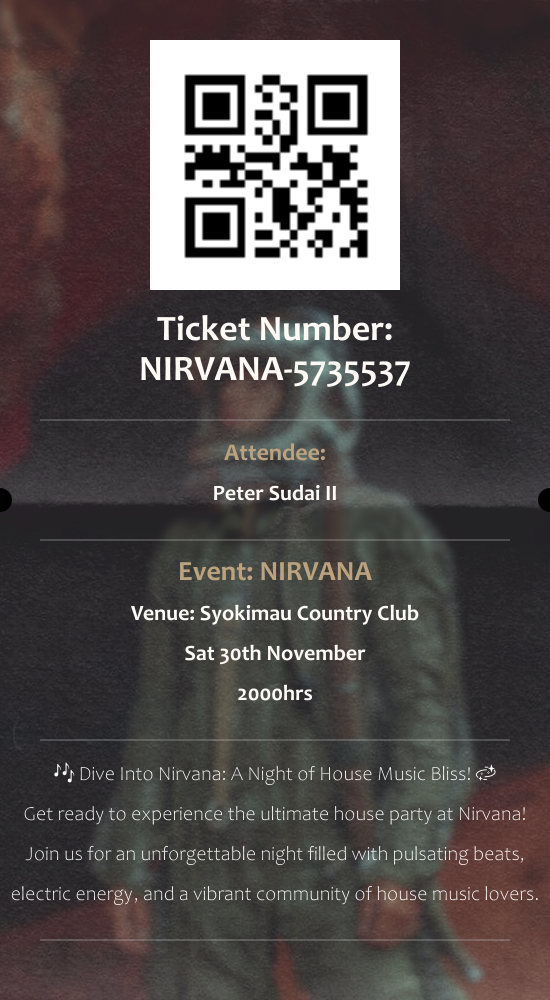 Ticket Number:
NIRVANA-5735537
Attendee:
Peter Sudai II
Event: NIRVANA
Venue: Syokimau Country Club
Sat 30th November
2000hrs
🎶 Dive Into Nirvana: A Night of House Music Bliss! 💫
Get ready to experience the ultimate house party at Nirvana!
Join us for an unforgettable night filled with pulsating beats,
electric energy, and a vibrant community of house music lovers.